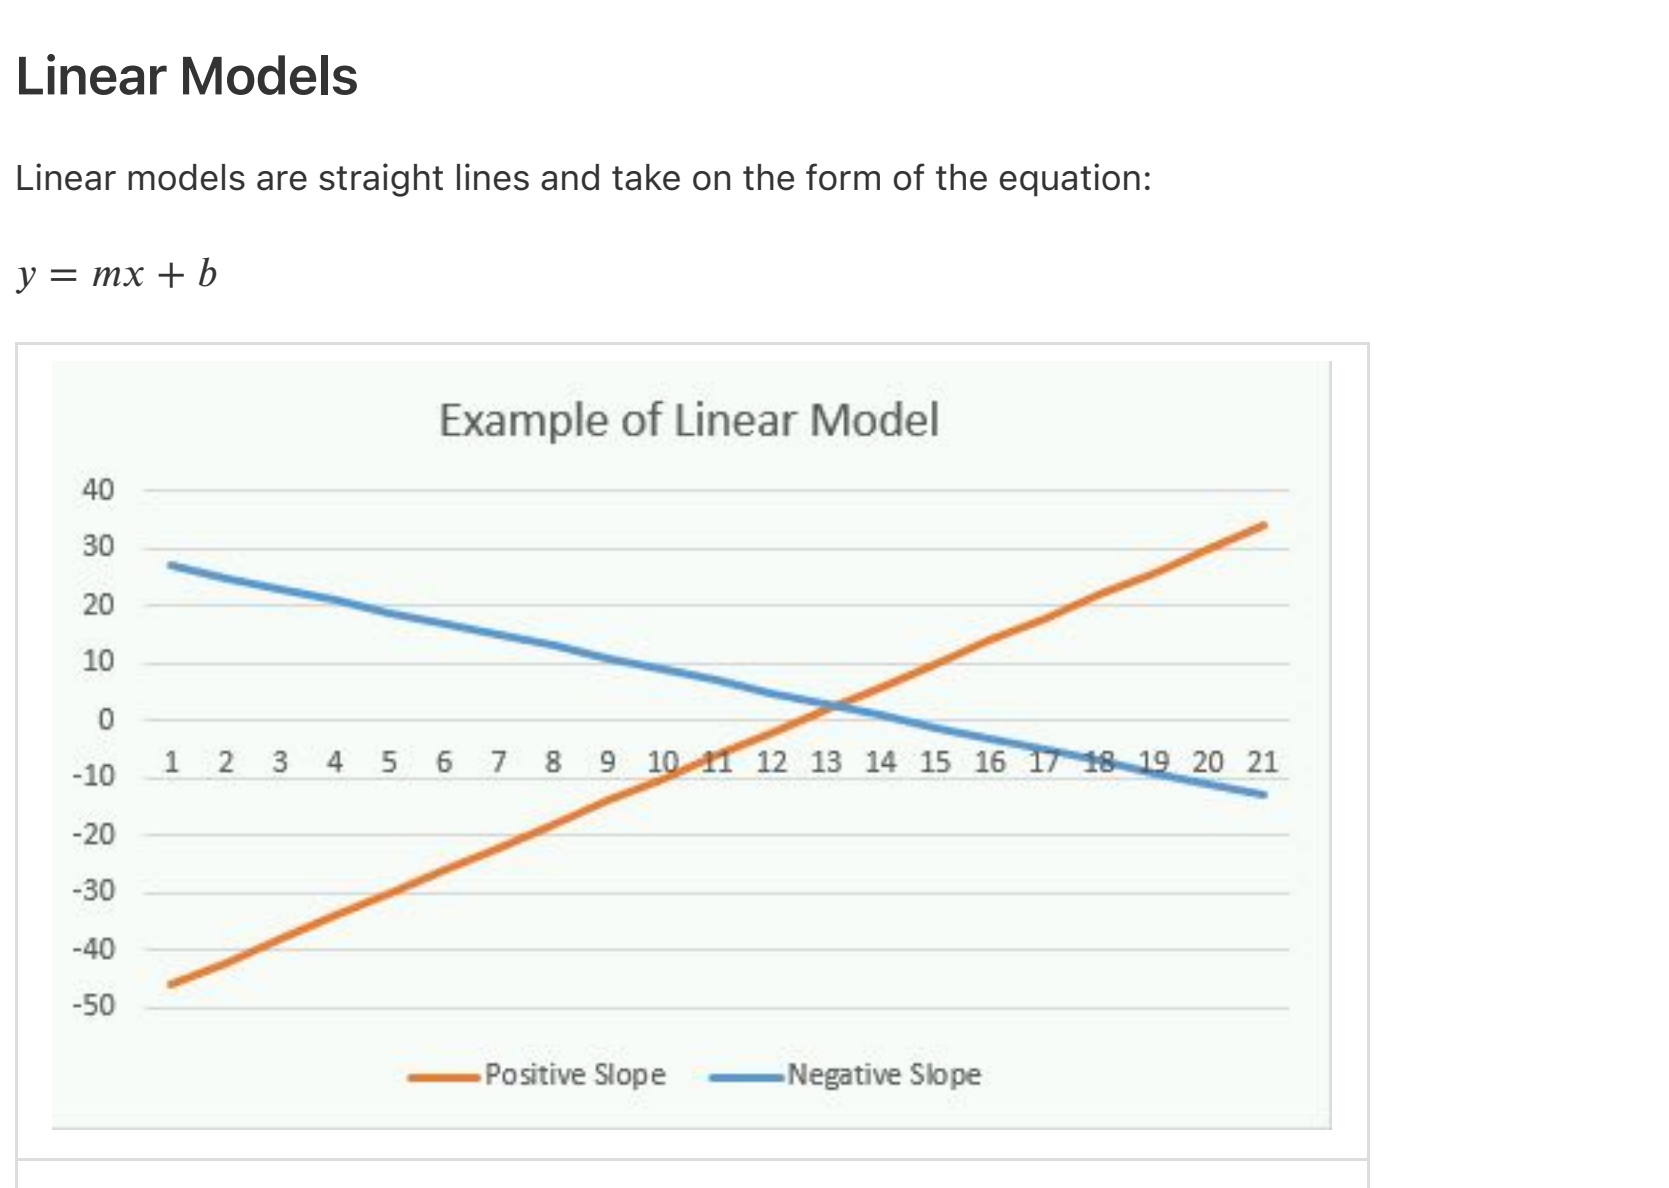 Linear Models
Linear models are straight lines and take on the form of the equation:
y = mx + b
Example of Linear Model
40
30
20
10
0
1 2 3 4 5 6 7 8 9 10 11 12 13 14 15 16 17 18 19 20 21
-10
-20
-30
-40
-50
Positive Slope Negative Slope